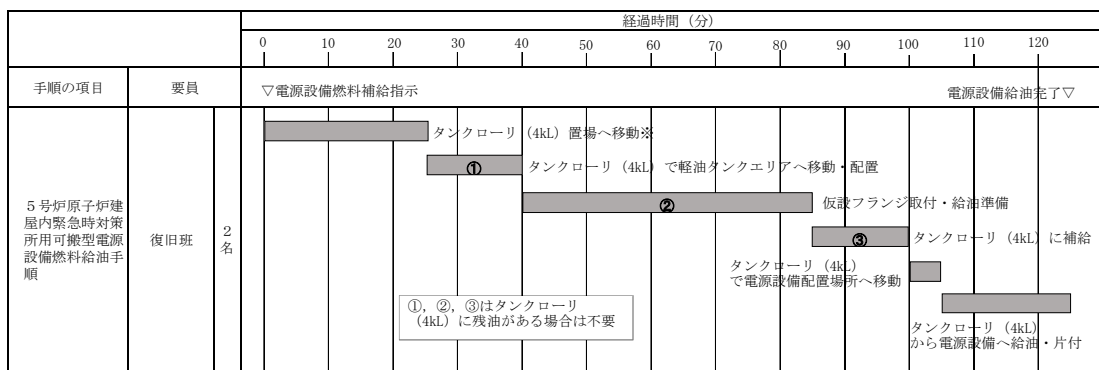 経過時間（分）
0 10 20 30 40 50 60 70 80 90 100 110 120
手順の項目 要員
▽電源設備燃料補給指示
電源設備給油完了▽
５号炉原子炉建
屋内緊急時対策
所用可搬型電源
設備燃料給油手
順
復旧班
２
名
タンクローリ（4kL）置場へ移動※
① タンクローリ（4kL）で軽油タンクエリアへ移動・配置
② 仮設フランジ取付・給油準備
③ タンクローリ（4kL）に補給
タンクローリ（4kL）
で電源設備配置場所へ移動
①，②，③はタンクローリ
（4kL）に残油がある場合は不要
タンクローリ（4kL）
から電源設備へ給油・片付